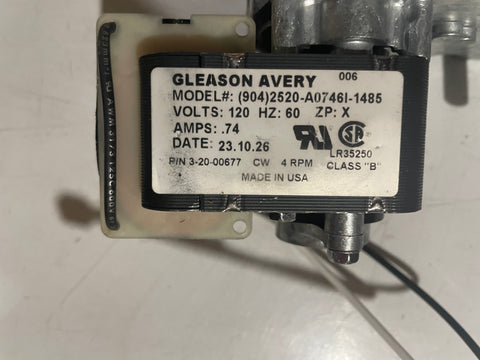 GLEASON AVERY 006
MODEL#: (904)2520-A0746I-1485
VOLTS: 120 HZ: 60 ZP: X
AMPS: .74
DATE: 23.10.26
LR35250
P/N 3-20-00677 CW 4 RPM CLASS "B"
MADE IN USA